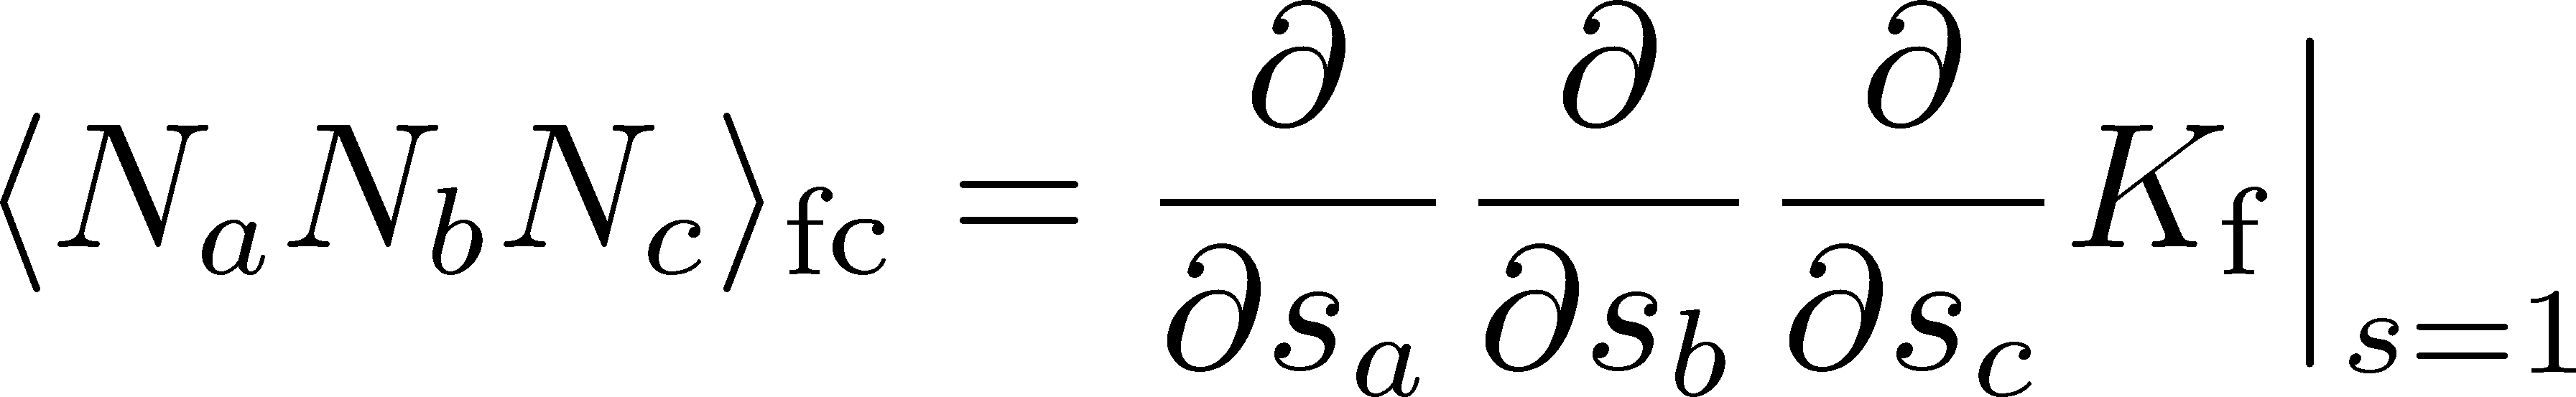 ⟨N_a N_b N_c⟩_fc = ∂/∂s_a ∂/∂s_b ∂/∂s_c K_f |_{s=1}